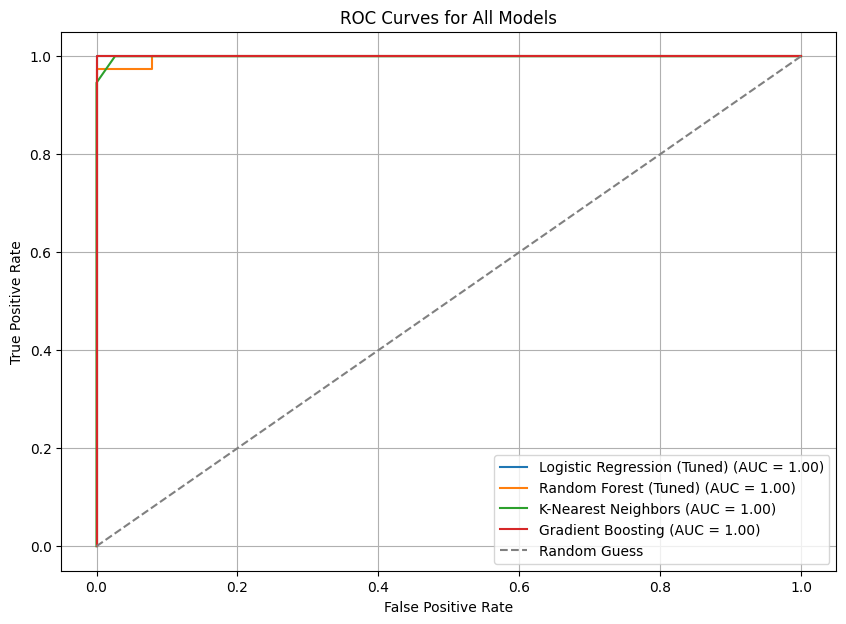 ROC Curves for All Models
True Positive Rate
1.0
0.8
0.6
0.4
0.2
0.0
0.0 0.2 0.4 0.6 0.8 1.0
False Positive Rate
Logistic Regression (Tuned) (AUC = 1.00)
Random Forest (Tuned) (AUC = 1.00)
K-Nearest Neighbors (AUC = 1.00)
Gradient Boosting (AUC = 1.00)
Random Guess